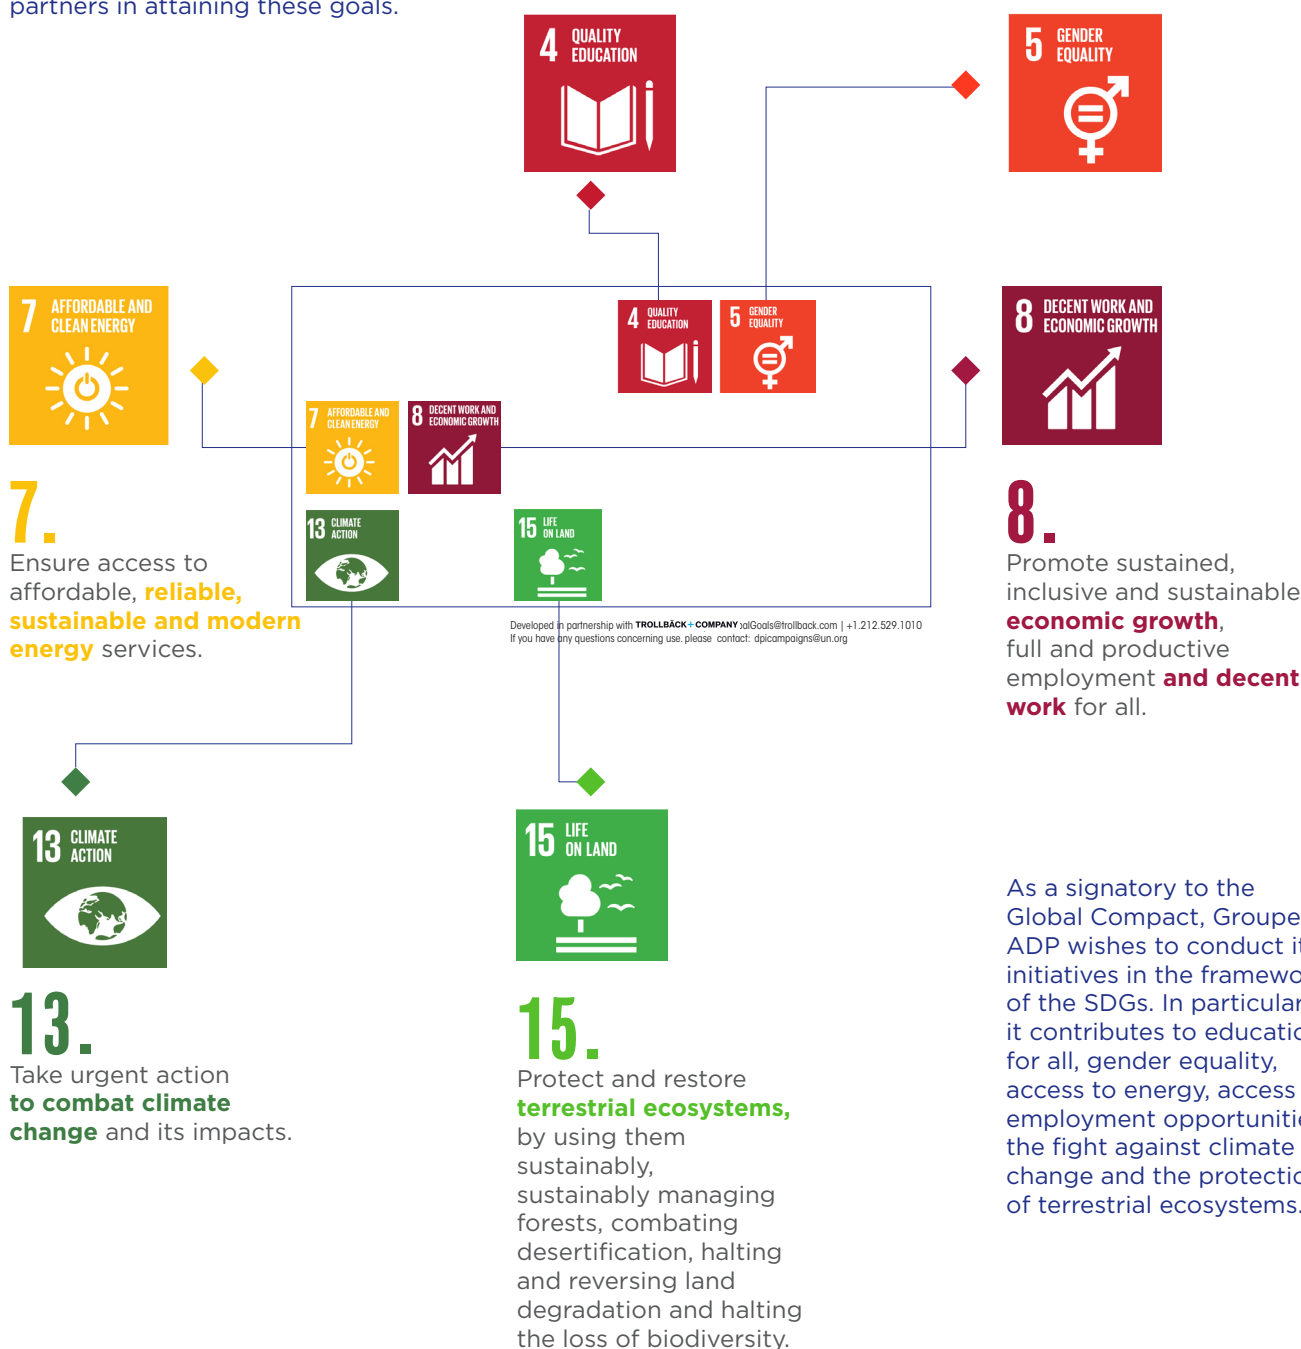 partners in attaining these goals.
4 QUALITY
EDUCATION
5 GENDER
EQUALITY
7 AFFORDABLE AND
CLEAN ENERGY
4 QUALITY
EDUCATION
5 GENDER
EQUALITY
8 DECENT WORK AND
ECONOMIC GROWTH
7 AFFORDABLE AND
CLEAN ENERGY
8 DECENT WORK AND
ECONOMIC GROWTH
13 CLIMATE
ACTION
15 LIFE
ON LAND
Developed in partnership with TROLLBÄCK+COMPANY alGoals@trollback.com | +1.212.529.1010
If you have any questions concerning use. please contact: dpicampaigns@un.org
7.
Ensure access to
affordable, reliable,
sustainable and modern
energy services.
8.
Promote sustained,
inclusive and sustainable
economic growth,
full and productive
employment and decent
work for all.
13 CLIMATE
ACTION
15 LIFE
ON LAND
13.
Take urgent action
to combat climate
change and its impacts.
15.
Protect and restore
terrestrial ecosystems,
by using them
sustainably,
sustainably managing
forests, combating
desertification, halting
and reversing land
degradation and halting
the loss of biodiversity.
As a signatory to the
Global Compact, Groupe
ADP wishes to conduct it
initiatives in the framewo
of the SDGs. In particular
it contributes to educatio
for all, gender equality,
access to energy, access
employment opportunitie
the fight against climate
change and the protectio
of terrestrial ecosystems.